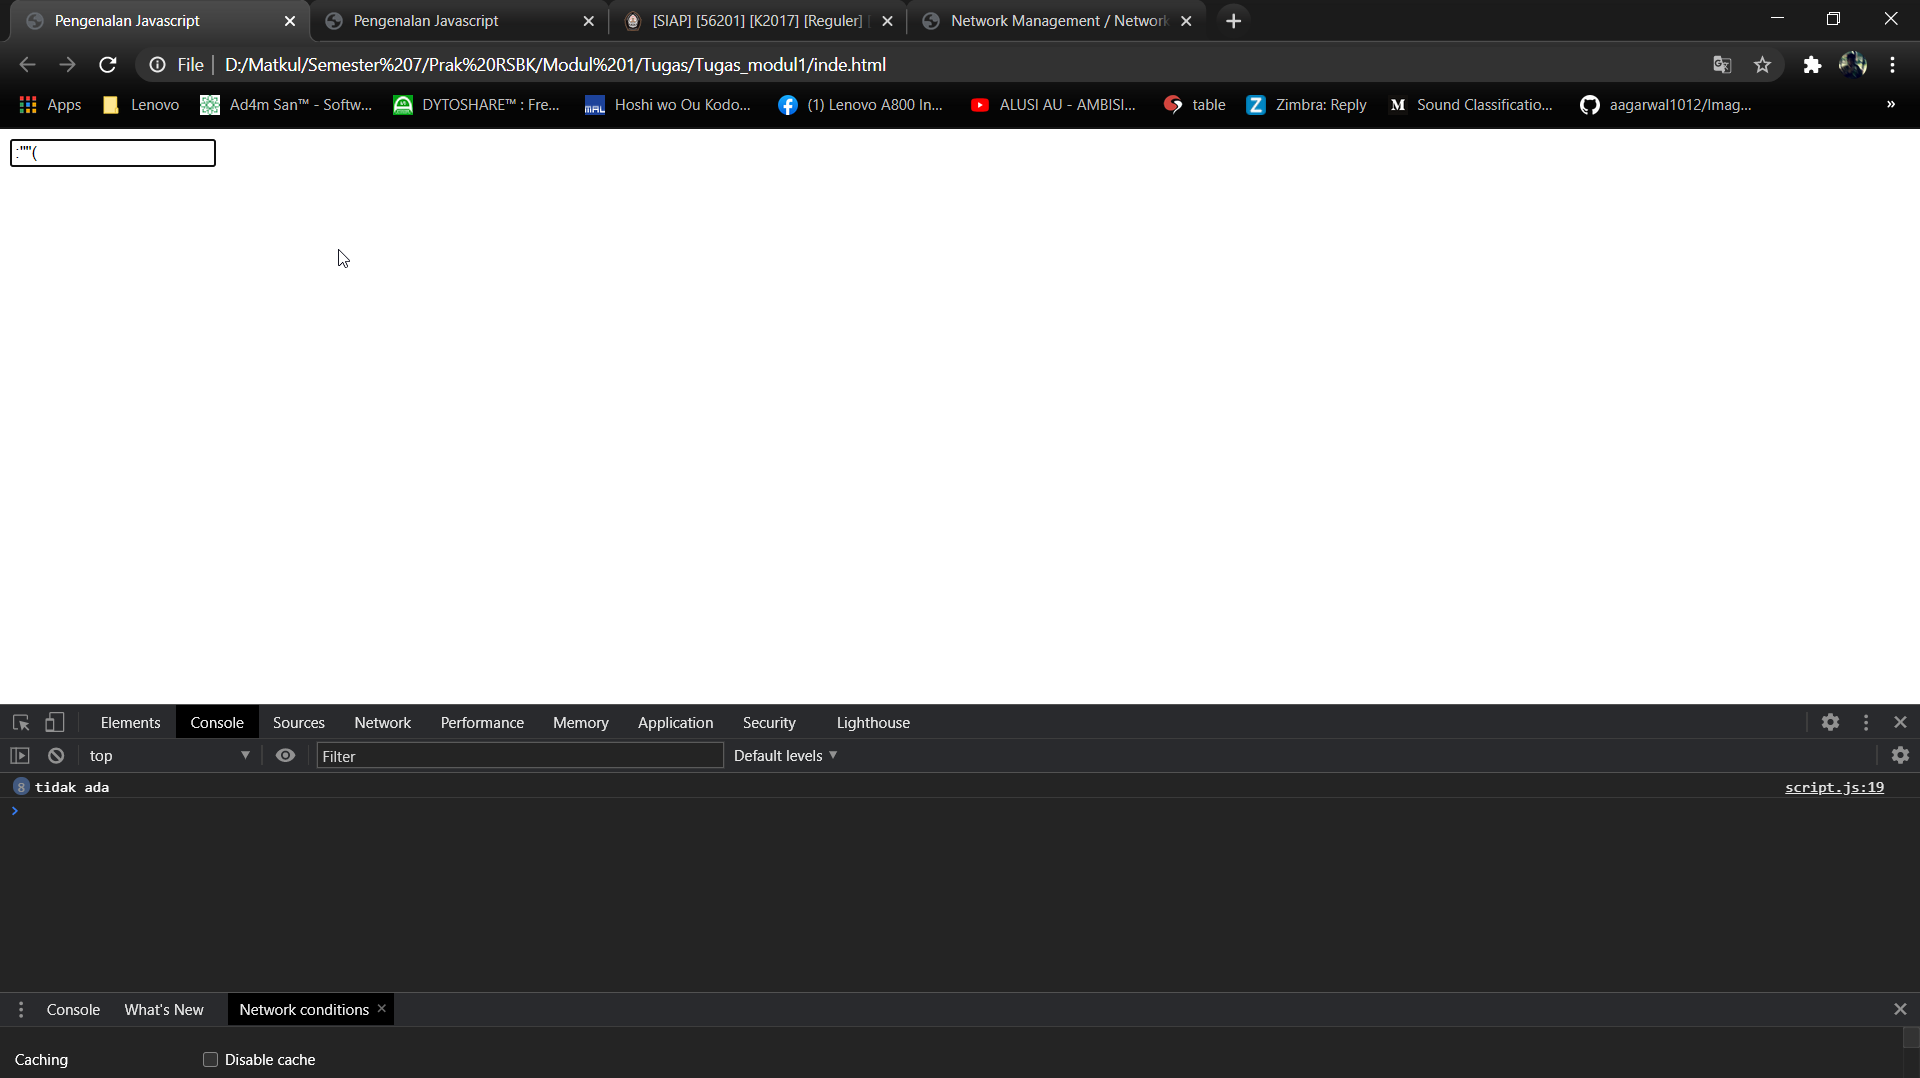 Pengenalan Javascript
Pengenalan Javascript
[SIAP] [56201] [K2017] [Reguler] [
Network Management / Network
File
D:/Matkul/Semester%207/Prak%20RSBK/Modul%201/Tugas/Tugas_modul1/inde.html
Apps
Lenovo
Ad4m San™ - Softw...
DYTOSHARE™ : Fre...
MAL
Hoshi wo Ou Kodo...
(1) Lenovo A800 In...
ALUSI AU - AMBISI...
table
Z
Zimbra: Reply
M
Sound Classificatio...
aagarwal1012/Imag...
»
:""(
Elements
Console
Sources
Network
Performance
Memory
Application
Security
Lighthouse
top
Filter
Default levels
8
tidak ada
script.js:19
Console
What's New
Network conditions
Caching
Disable cache